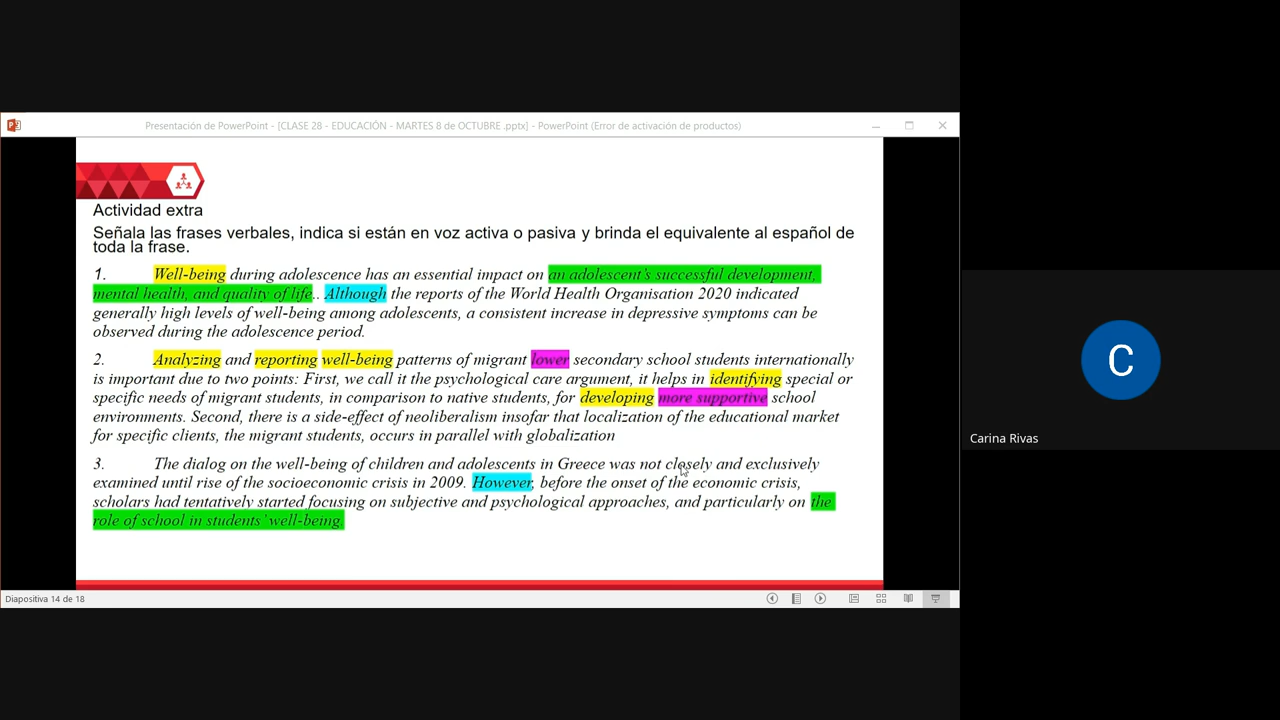 Presentación de PowerPoint - [CLASE 28 - EDUCACIÓN - MARTES 8 de OCTUBRE .pptx] - PowerPoint (Error de activación de productos)
Actividad extra
Señala las frases verbales, indica si están en voz activa o pasiva y brinda el equivalente al español de
toda la frase.
1. Well-being during adolescence has an essential impact on an adolescent's successful development,
mental health, and quality of life.. Although the reports of the World Health Organisation 2020 indicated
generally high levels of well-being among adolescents, a consistent increase in depressive symptoms can be
observed during the adolescence period.
2. Analyzing and reporting well-being patterns of migrant lower secondary school students internationally
is important due to two points: First, we call it the psychological care argument, it helps in identifying special or
specific needs of migrant students, in comparison to native students, for developing more supportive school
environments. Second, there is a side-effect of neoliberalism insofar that localization of the educational market
for specific clients, the migrant students, occurs in parallel with globalization
3. The dialog on the well-being of children and adolescents in Greece was not closely and exclusively
examined until rise of the socioeconomic crisis in 2009. However, before the onset of the economic crisis,
scholars had tentatively started focusing on subjective and psychological approaches, and particularly on the
role of school in students' well-being
Diapositiva 14 de 18
C
Carina Rivas